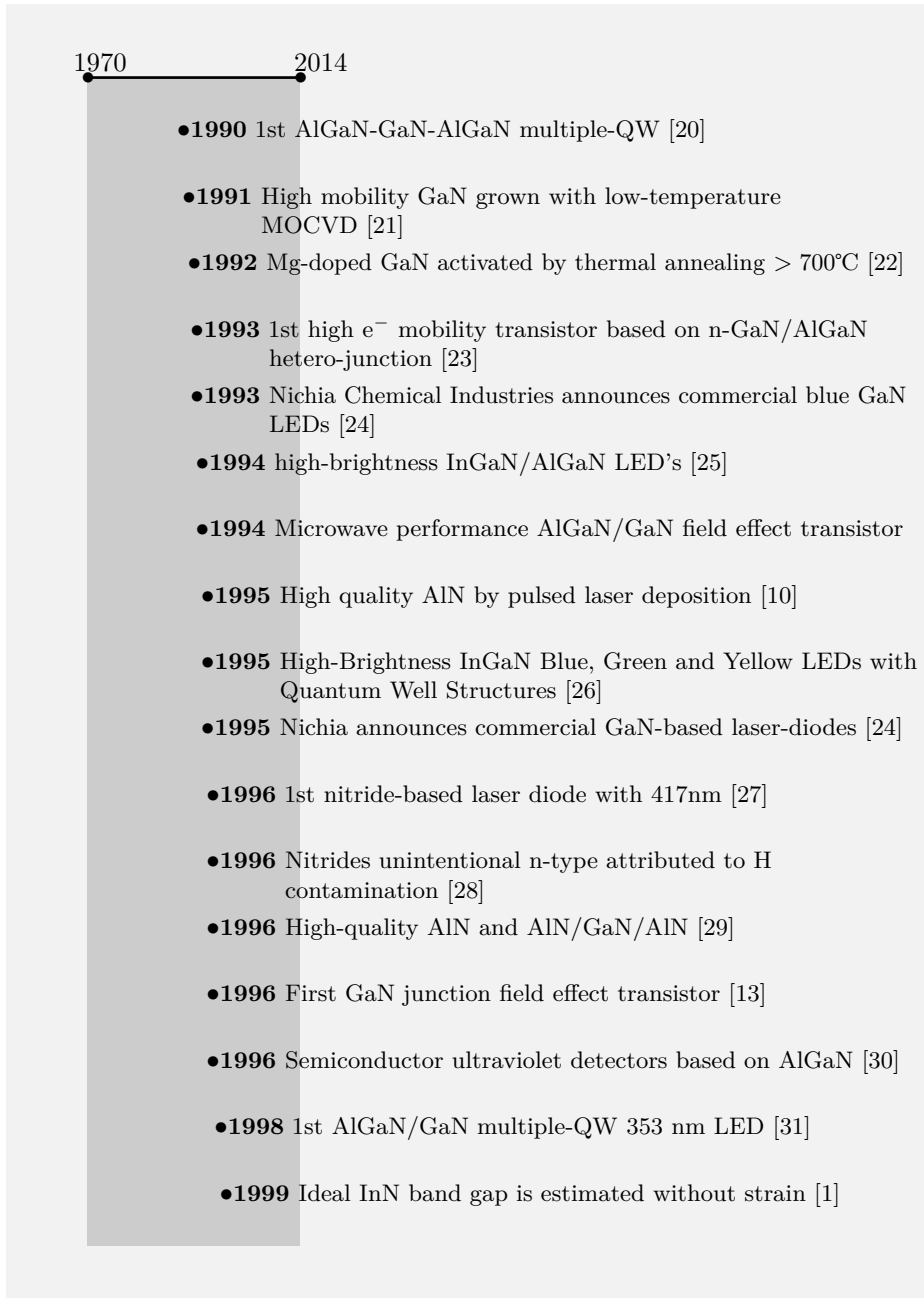 1970 2014
•1990 1st AlGaN-GaN-AlGaN multiple-QW [20]
•1991 High mobility GaN grown with low-temperature
MOCVD [21]
•1992 Mg-doped GaN activated by thermal annealing > 700℃ [22]
•1993 1st high e⁻ mobility transistor based on n-GaN/AlGaN
hetero-junction [23]
•1993 Nichia Chemical Industries announces commercial blue GaN
LEDs [24]
•1994 high-brightness InGaN/AlGaN LED's [25]
•1994 Microwave performance AlGaN/GaN field effect transistor
•1995 High quality AlN by pulsed laser deposition [10]
•1995 High-Brightness InGaN Blue, Green and Yellow LEDs with
Quantum Well Structures [26]
•1995 Nichia announces commercial GaN-based laser-diodes [24]
•1996 1st nitride-based laser diode with 417nm [27]
•1996 Nitrides unintentional n-type attributed to H
contamination [28]
•1996 High-quality AlN and AlN/GaN/AlN [29]
•1996 First GaN junction field effect transistor [13]
•1996 Semiconductor ultraviolet detectors based on AlGaN [30]
•1998 1st AlGaN/GaN multiple-QW 353 nm LED [31]
•1999 Ideal InN band gap is estimated without strain [1]